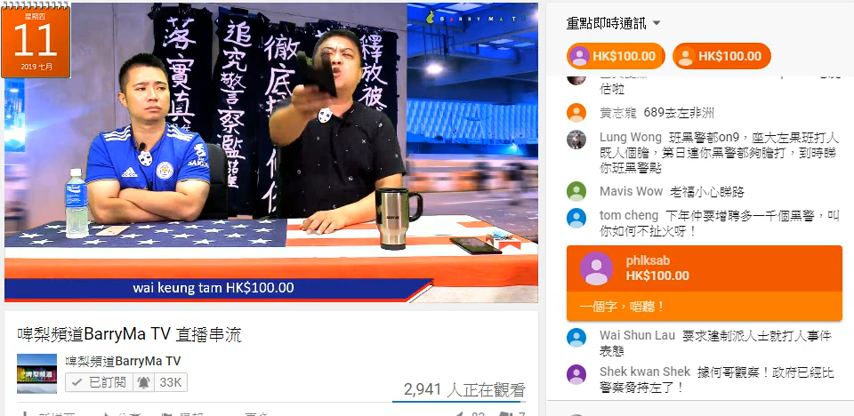 星期四
11
2019 七月
BARRYMA T
落實真
追究警察濫
徹底
釋放被
wai keung tam HK$100.00
啤梨頻道BarryMa TV 直播串流
啤梨頻道BarryMa TV
已訂閱
33K
2,941 人正在觀看
重點即時通訊
HK$100.00
HK$100.00
估啦
黃志龍 689去左非洲
Lung Wong 班黑警都on9，座大左果班打人
既人個膽，第日連你黑警都夠膽打，到時睇
你班黑警點
Mavis Wow 老福小心睇路
tom cheng 下年仲要增聘多一千個黑警，叫
你如何不扯火呀！
phlksab
HK$100.00
一個字，啱聽！
Wai Shun Lau 要求建制派人士就打人事件
表態
Shek kwan Shek 據何哥觀察！政府已經比
警察脅持左了！